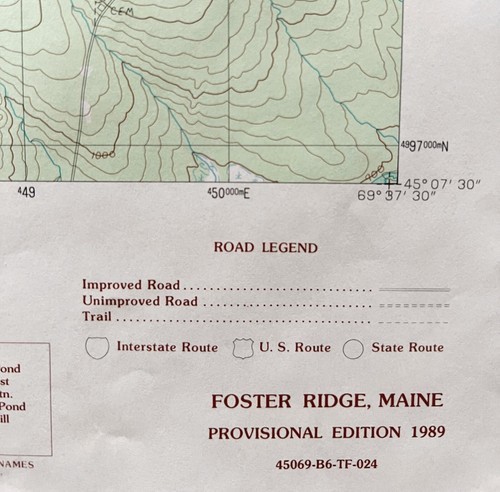 CEM
1000
900
⁴⁹97⁰⁰⁰ᵐN
⁴49
450⁰⁰⁰ᵐE
45° 07' 30"
69° 37' 30"
ROAD LEGEND
Improved Road
Unimproved Road
Trail
Interstate Route U. S. Route State Route
ond
st
tn.
Pond
ill
NAMES
FOSTER RIDGE, MAINE
PROVISIONAL EDITION 1989
45069-B6-TF-024